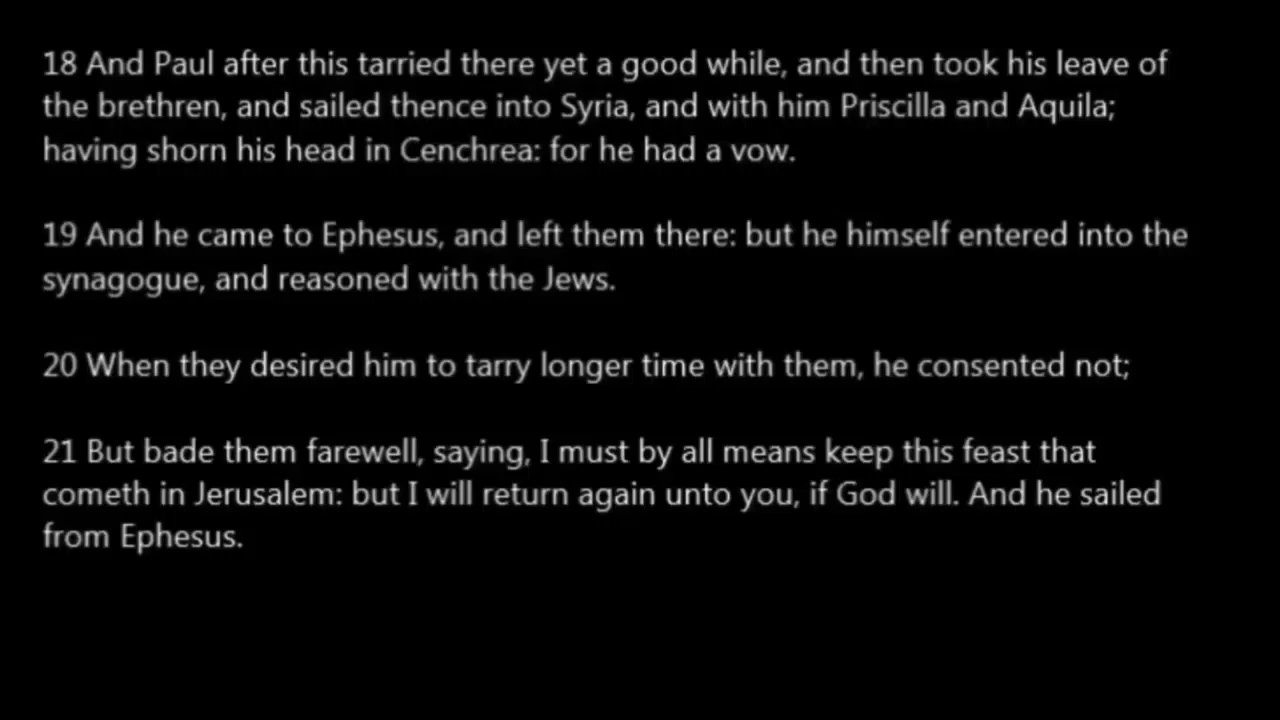 18 And Paul after this tarried there yet a good while, and then took his leave of
the brethren, and sailed thence into Syria, and with him Priscilla and Aquila;
having shorn his head in Cenchrea: for he had a vow.
19 And he came to Ephesus, and left them there: but he himself entered into the
synagogue, and reasoned with the Jews.
20 When they desired him to tarry longer time with them, he consented not;
21 But bade them farewell, saying, I must by all means keep this feast that
cometh in Jerusalem: but I will return again unto you, if God will. And he sailed
from Ephesus.